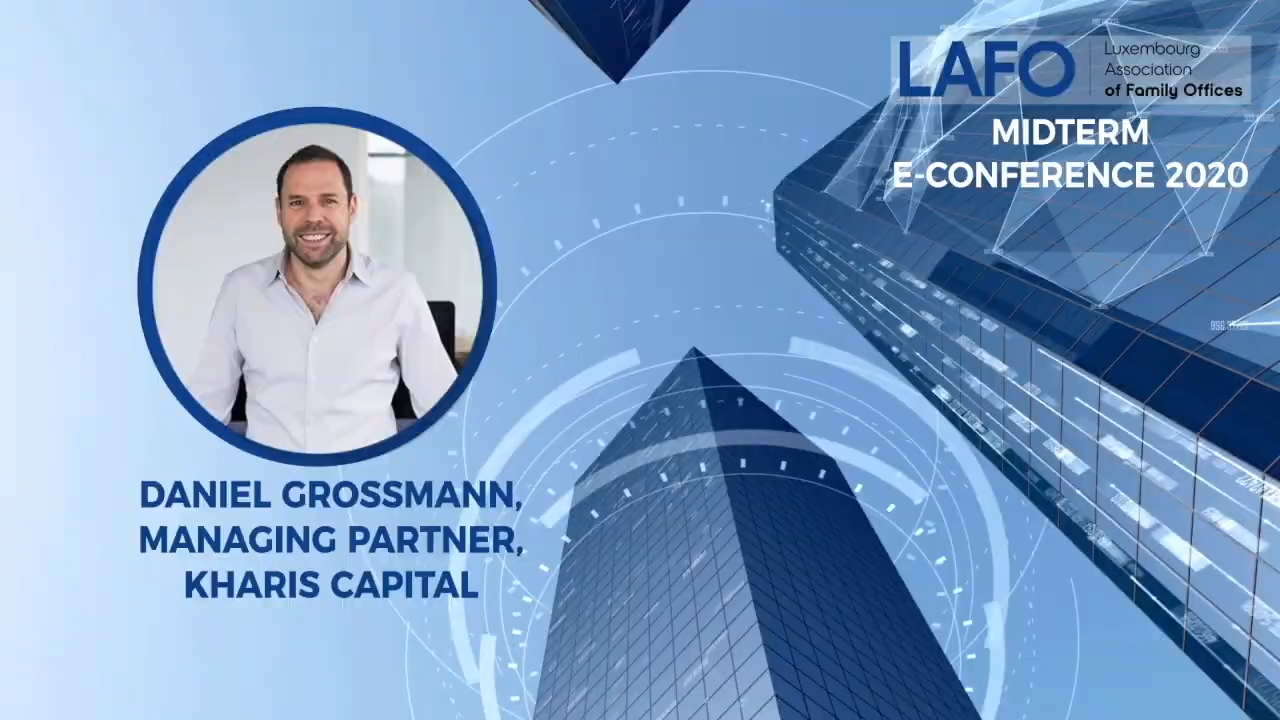 LAFO
Luxembourg
Association
of Family Offices
MIDTERM
E-CONFERENCE 2020
DANIEL GROSSMANN,
MANAGING PARTNER,
KHARIS CAPITAL